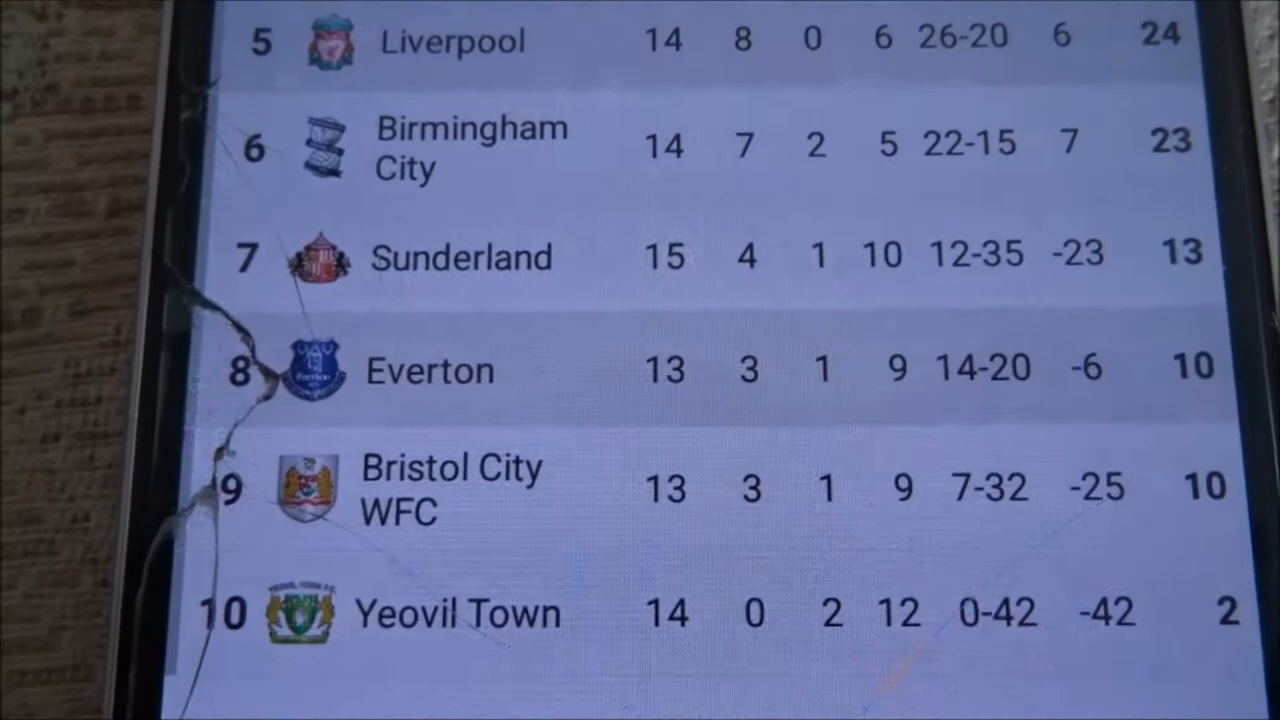 5 Liverpool 14 8 0 6 26-20 6 24
6 Birmingham City 14 7 2 5 22-15 7 23
7 Sunderland 15 4 1 10 12-35 -23 13
8 Everton 13 3 1 9 14-20 -6 10
9 Bristol City WFC 13 3 1 9 7-32 -25 10
10 Yeovil Town 14 0 2 12 0-42 -42 2